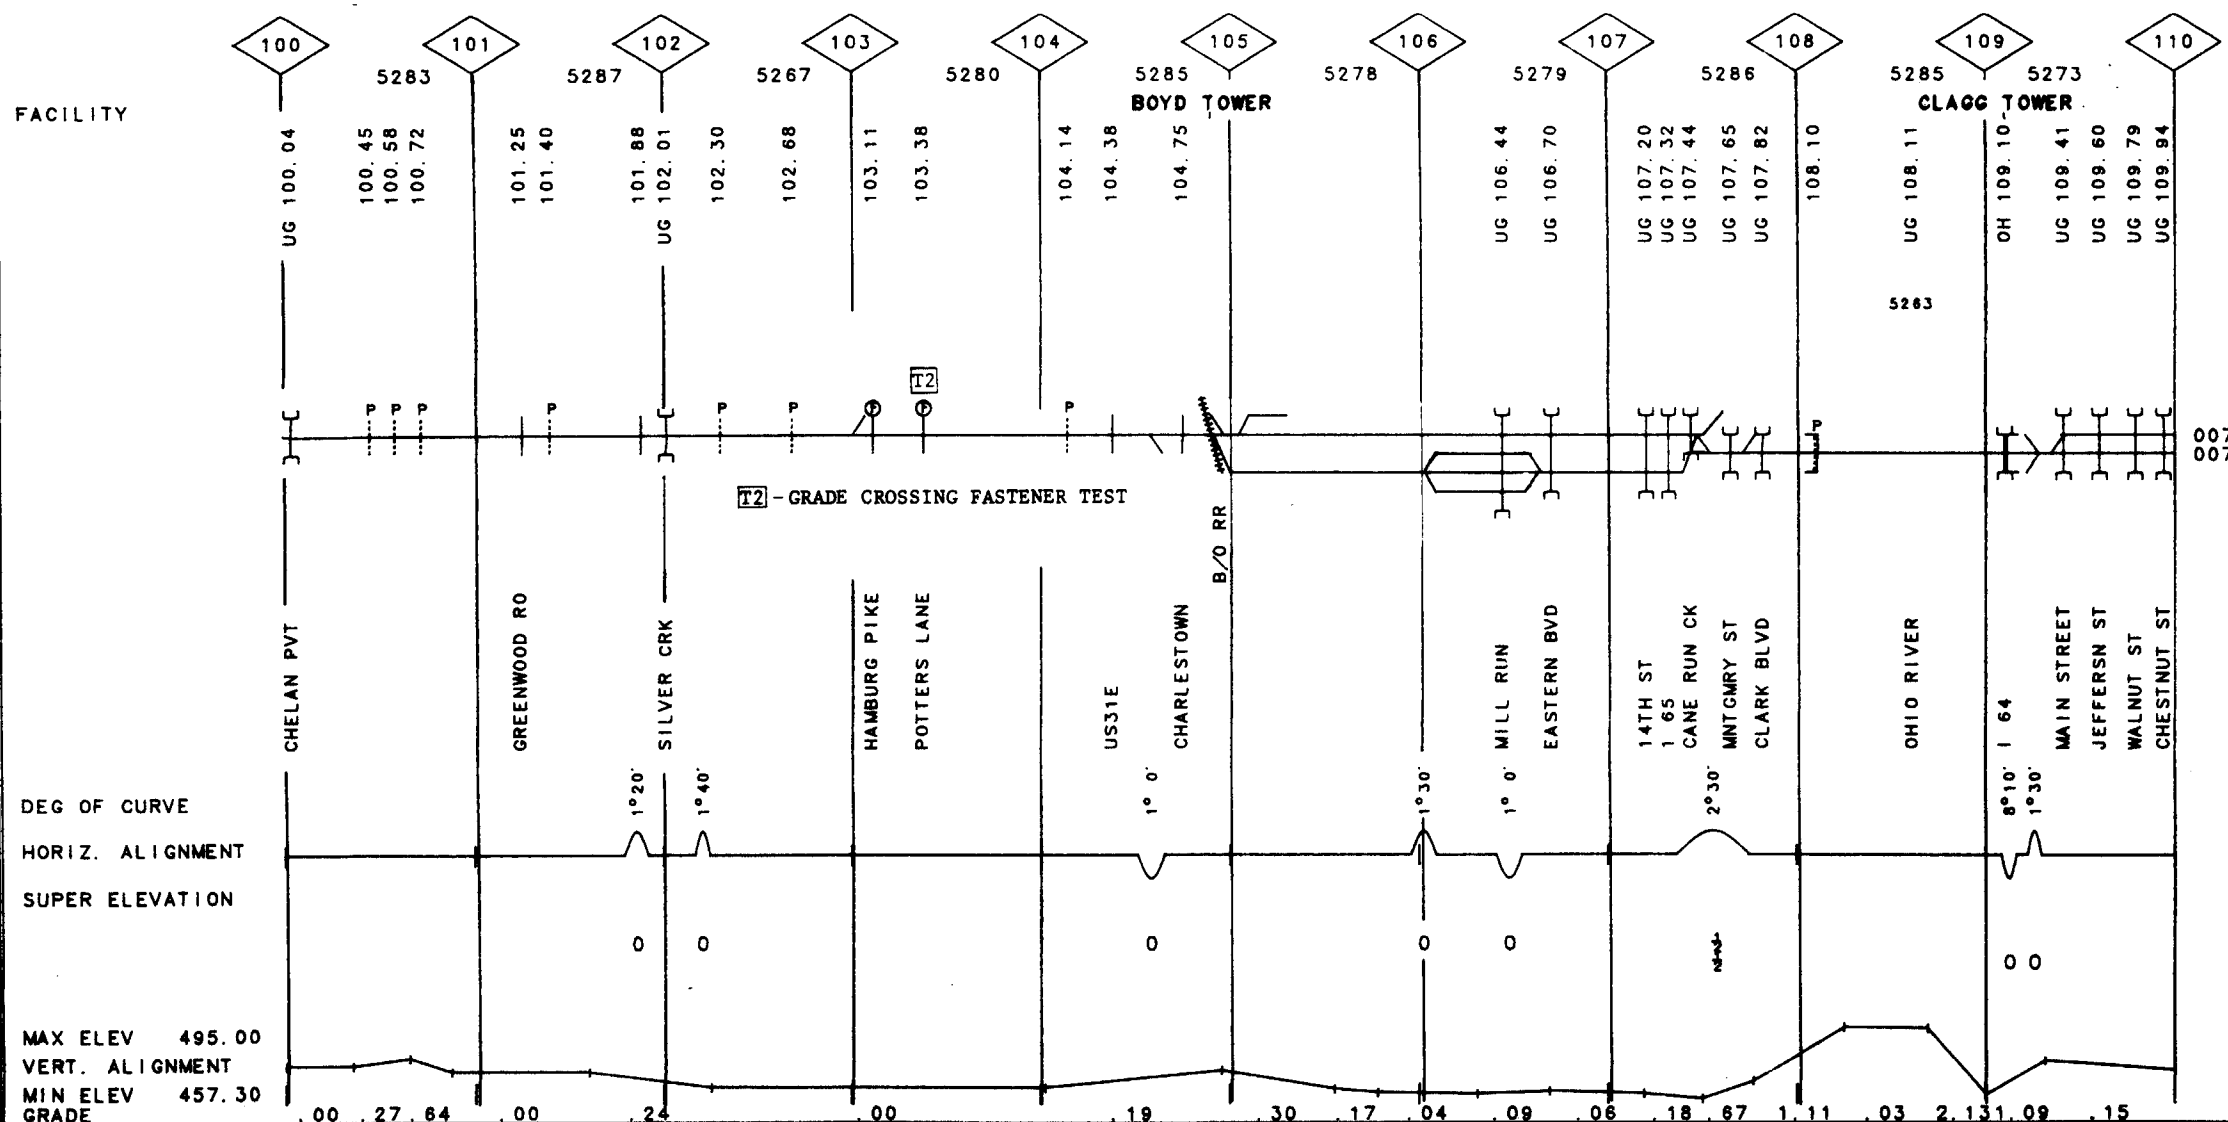 100 101 102 103 104 105 106 107 108 109 110
5283 5287 5267 5280 5285 5278 5279 5286 5285 5273
BOYD TOWER CLAGG TOWER
FACILITY
UG 100.04
100.45
100.58
100.72
101.25
101.40
101.88
UG 102.01
102.30
102.68
103.11
103.38
104.14
104.38
104.75
UG 106.44
UG 106.70
UG 107.20
UG 107.32
UG 107.44
UG 107.65
UG 107.82
108.10
UG 108.11
OH 109.10
UG 109.41
UG 109.60
UG 109.79
UG 109.94
5263
T2
P P P P P P P P P P
007
007
T2 - GRADE CROSSING FASTENER TEST
B/O RR
CHELAN PVT
GREENWOOD RO
SILVER CRK
HAMBURG PIKE
POTTERS LANE
US31E
CHARLESTOWN
MILL RUN
EASTERN BVD
14TH ST
I 65
CANE RUN CK
MNTGMRY ST
CLARK BLVD
OHIO RIVER
I 64
MAIN STREET
JEFFERSN ST
WALNUT ST
CHESTNUT ST
DEG OF CURVE 1°20' 1°40' 1° 0' 1°30' 1° 0' 2°30' 8°10' 1°30'
HORIZ. ALIGNMENT
SUPER ELEVATION
0 0 0 0 0 0 0
MAX ELEV 495.00
VERT. ALIGNMENT
MIN ELEV 457.30
GRADE .00 .27 .64 .00 .24 .00 .19 .30 .17 .04 .09 .06 .18 .67 1.11 .03 2.13 1.09 .15